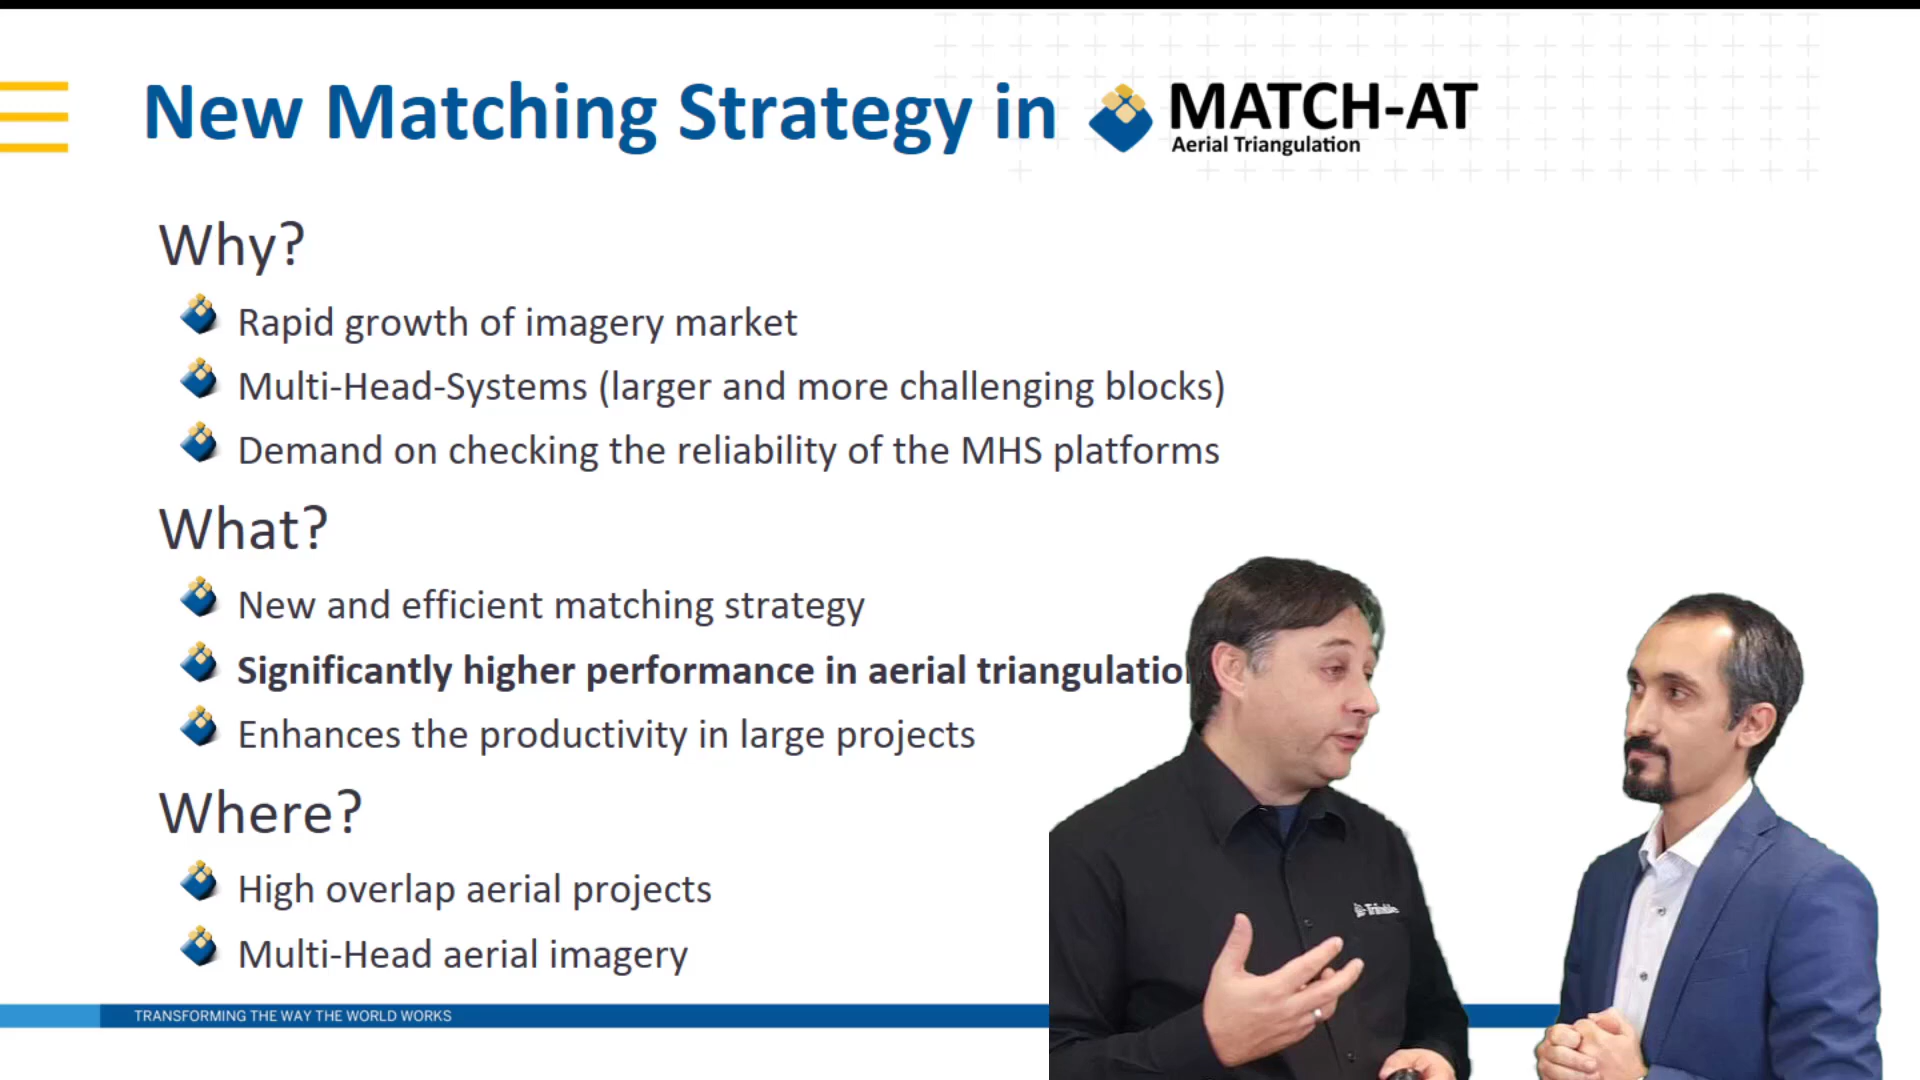 New Matching Strategy in MATCH-AT
Aerial Triangulation
Why?
Rapid growth of imagery market
Multi-Head-Systems (larger and more challenging blocks)
Demand on checking the reliability of the MHS platforms
What?
New and efficient matching strategy
Significantly higher performance in aerial triangulation
Enhances the productivity in large projects
Where?
High overlap aerial projects
Multi-Head aerial imagery
Trimble
TRANSFORMING THE WAY THE WORLD WORKS